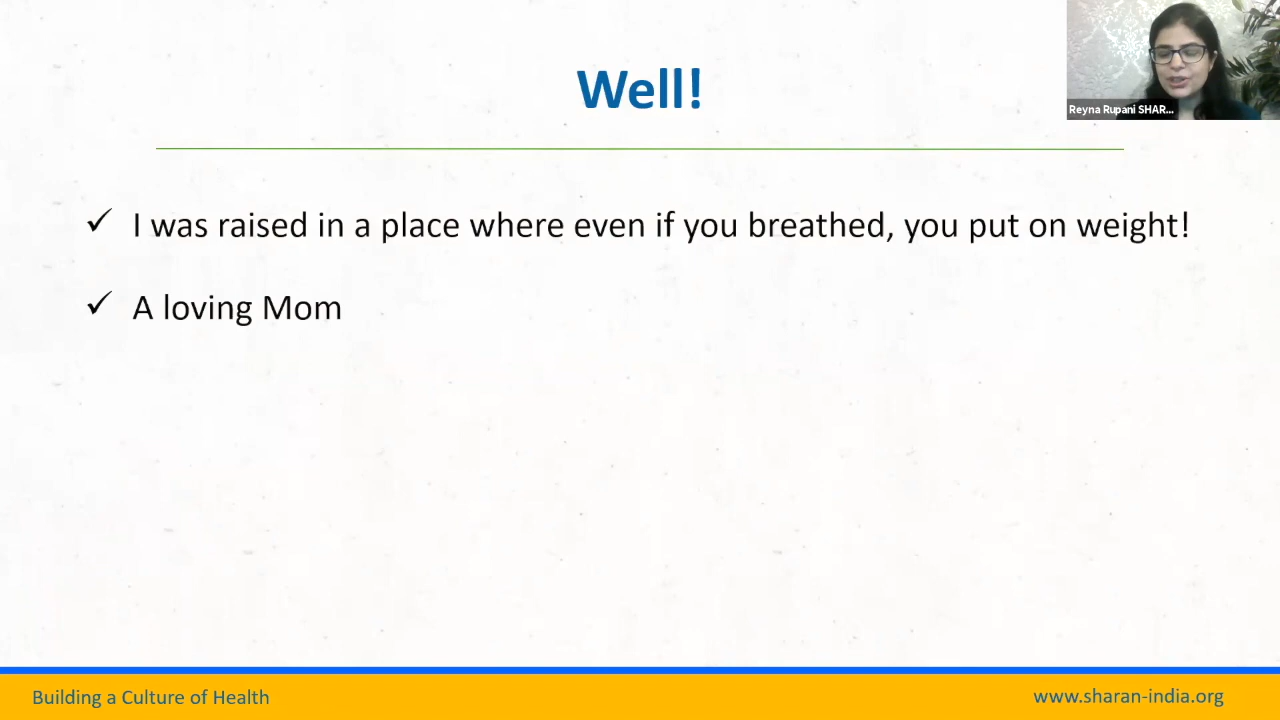 Well!
Reyna Rupani SHAR...
✓ I was raised in a place where even if you breathed, you put on weight!
✓ A loving Mom
Building a Culture of Health
www.sharan-india.org